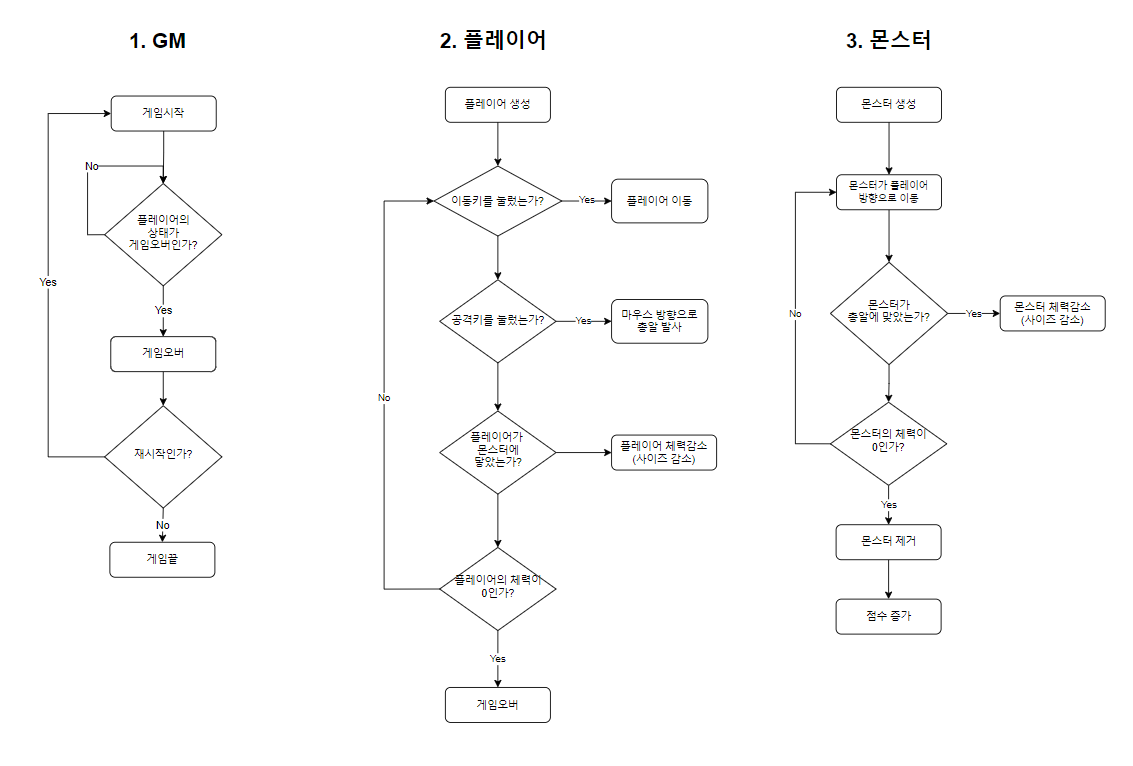 1. GM
게임시작
No
플레이어의
상태가
게임오버인가?
Yes
Yes
게임오버
재시작인가?
No
게임끝
2. 플레이어
플레이어 생성
이동키를 눌렀는가?
Yes
플레이어 이동
공격키를 눌렀는가?
Yes
마우스 방향으로
총알 발사
No
플레이어가
몬스터에
닿았는가?
플레이어 체력감소
(사이즈 감소)
플레이어의 체력이
0인가?
Yes
게임오버
3. 몬스터
몬스터 생성
몬스터가 플레이어
방향으로 이동
몬스터가
총알에 맞았는가?
Yes
몬스터 체력감소
(사이즈 감소)
No
몬스터의 체력이
0인가?
Yes
몬스터 제거
점수 증가